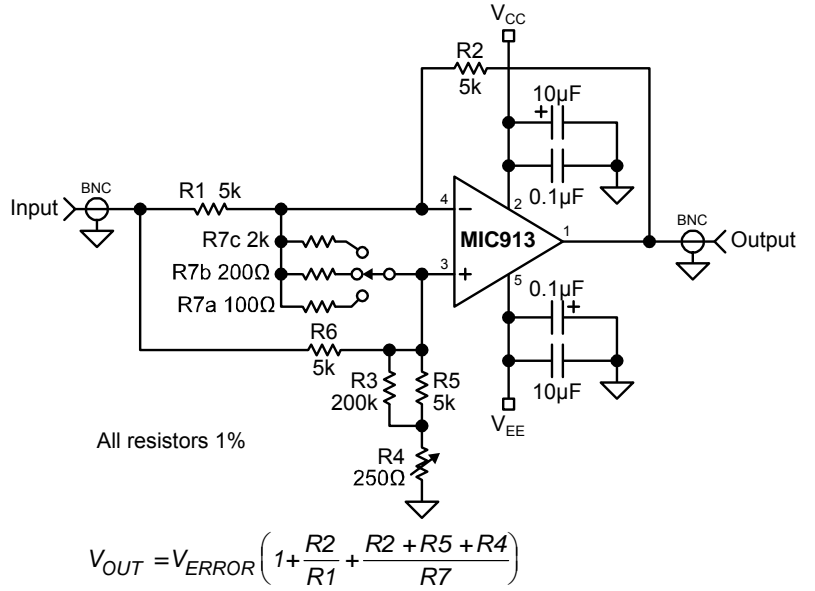 VCC
R2
5k
10µF
+
0.1µF
Input
BNC
R1 5k
4
−
2
R7c 2k
MIC913
1
BNC
Output
R7b 200Ω
3
+
R7a 100Ω
5
0.1µF
+
10µF
R6
5k
R3
200k
R5
5k
VEE
All resistors 1%
R4
250Ω
VOUT = VERROR (1 + R2/R1 + (R2 + R5 + R4)/R7)